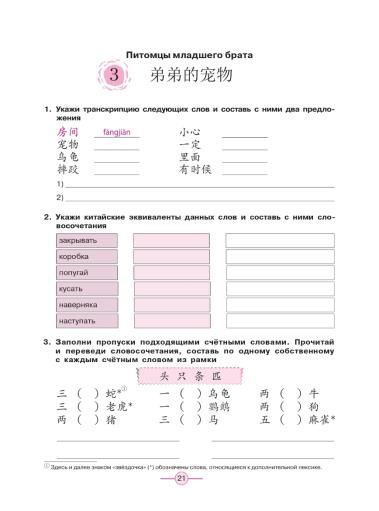 Питомцы младшего брата
3 弟弟的宠物
1. Укажи транскрипцию следующих слов и составь с ними два предло-
жения
房间 fángjiān 小心
宠物 一定
乌龟 里面
摔跤 有时候
1)
2)
2. Укажи китайские эквиваленты данных слов и составь с ними сло-
восочетания
закрывать
коробка
попугай
кусать
наверняка
наступать
3. Заполни пропуски подходящими счётными словами. Прочитай
и переведи словосочетания, составь по одному собственному
с каждым счётным словом из рамки
头 只 条 匹
三 ( ) 蛇*① 一 ( ) 乌龟 两 ( ) 牛
三 ( ) 老虎* 一 ( ) 鹦鹉 两 ( ) 狗
两 ( ) 猪 三 ( ) 马 五 ( ) 麻雀*
① Здесь и далее знаком «звёздочка» (*) обозначены слова, относящиеся к дополнительной лексике.
21